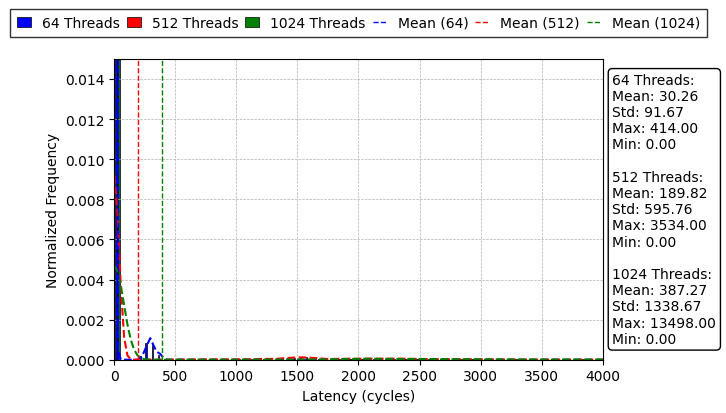 64 Threads 512 Threads 1024 Threads Mean (64) Mean (512) Mean (1024)
0.014
0.012
0.010
0.008
0.006
0.004
0.002
0.000
Normalized Frequency
0 500 1000 1500 2000 2500 3000 3500 4000
Latency (cycles)
64 Threads:
Mean: 30.26
Std: 91.67
Max: 414.00
Min: 0.00
512 Threads:
Mean: 189.82
Std: 595.76
Max: 3534.00
Min: 0.00
1024 Threads:
Mean: 387.27
Std: 1338.67
Max: 13498.00
Min: 0.00